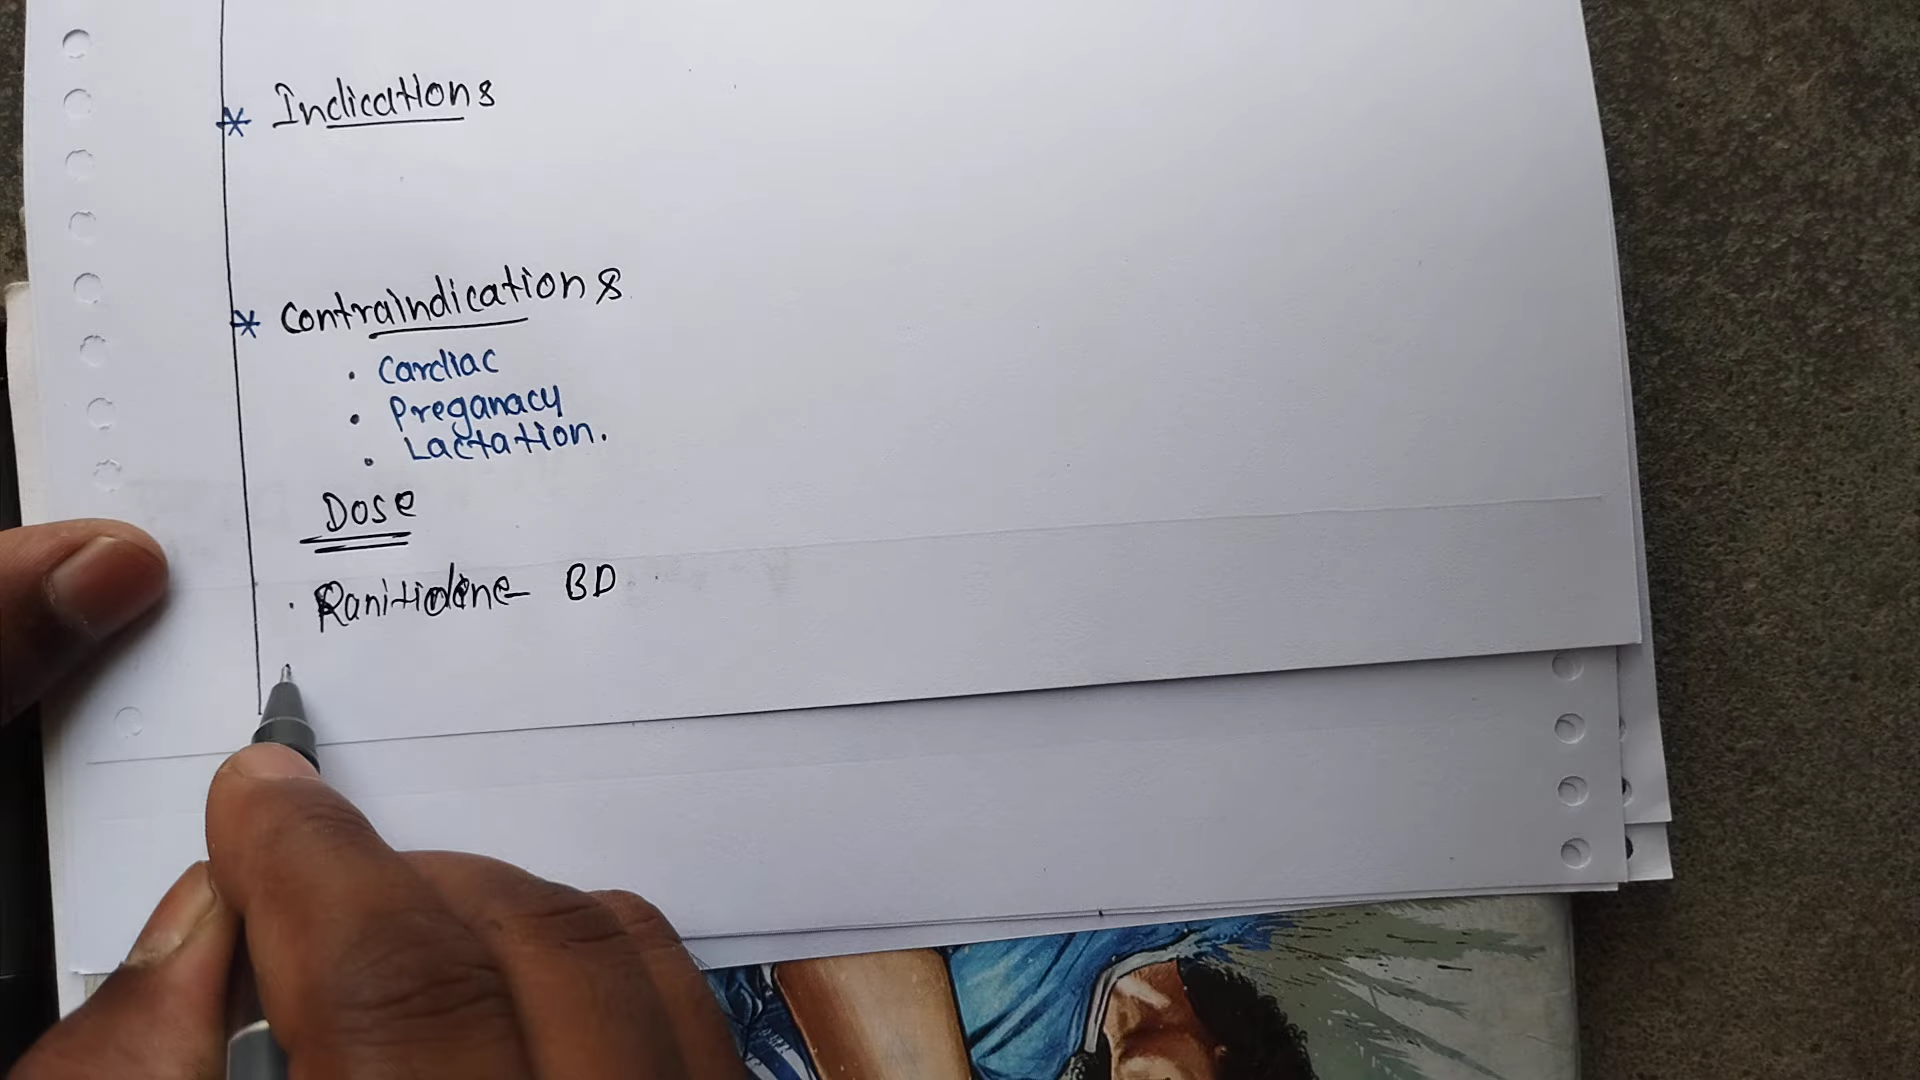 * Indications
* Contraindications
. Cardiac
. Preganacy
. Lactation.
Dose
. Ranitidine BD